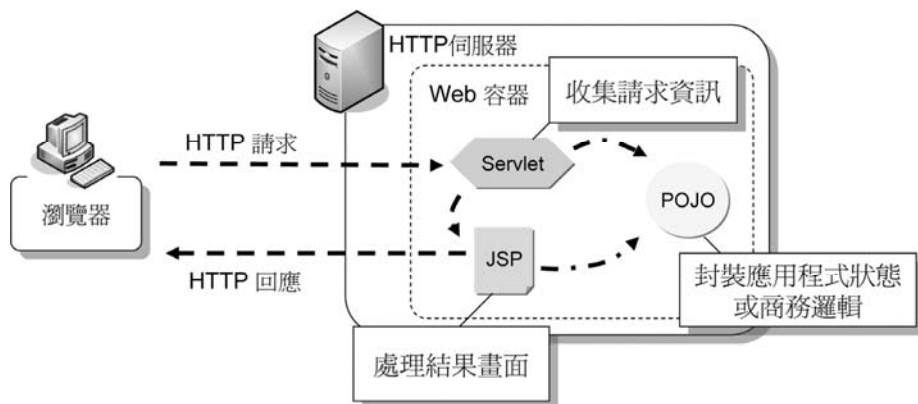 HTTP伺服器
Web 容器
收集請求資訊
HTTP 請求
Servlet
瀏覽器
POJO
JSP
HTTP 回應
封裝應用程式狀態
或商務邏輯
處理結果畫面